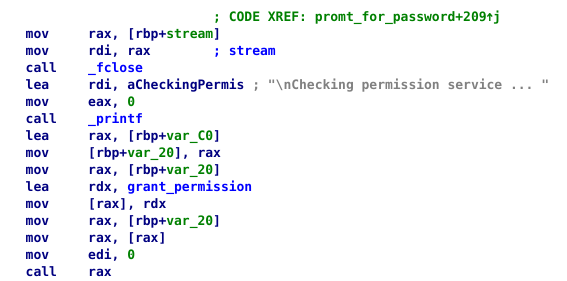 ; CODE XREF: promt_for_password+209↑j
mov     rax, [rbp+stream]
mov     rdi, rax        ; stream
call    _fclose
lea     rdi, aCheckingPermis ; "\nChecking permission service ... "
mov     eax, 0
call    _printf
lea     rax, [rbp+var_C0]
mov     [rbp+var_20], rax
mov     rax, [rbp+var_20]
lea     rdx, grant_permission
mov     [rax], rdx
mov     rax, [rbp+var_20]
mov     rax, [rax]
mov     edi, 0
call    rax